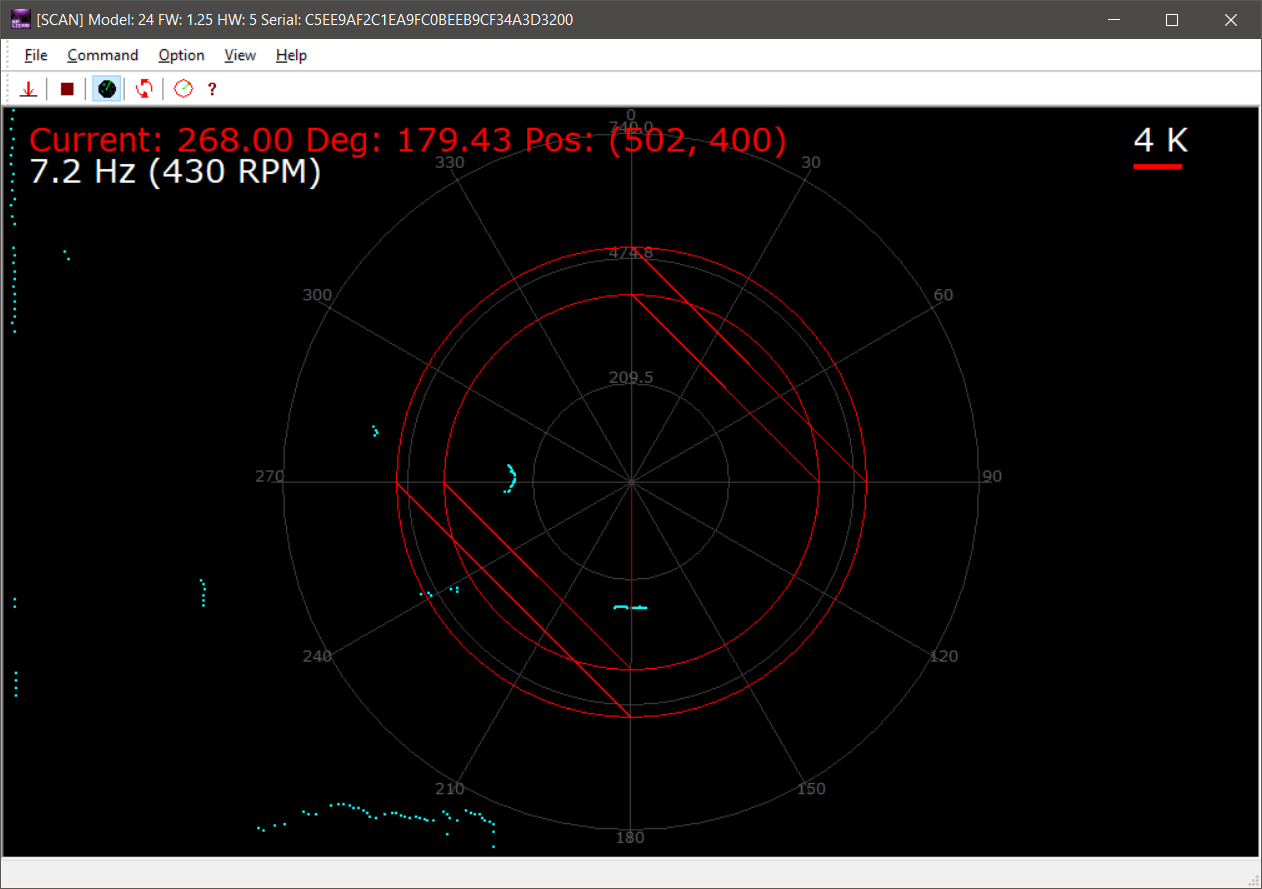 [SCAN] Model: 24 FW: 1.25 HW: 5 Serial: C5EE9AF2C1EA9FC0BEEB9CF34A3D3200
File Command Option View Help
?
0
740.0
Current: 268.00 Deg: 179.43 Pos: (502, 400)
4 K
7.2 Hz (430 RPM)
330 30
474.8
300 60
209.5
270 90
240 120
210 150
180